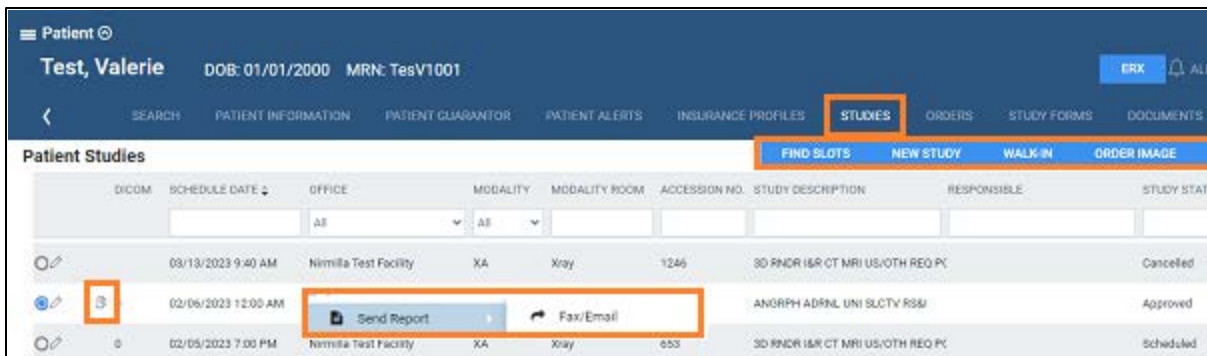 Patient
Test, Valerie DOB: 01/01/2000 MRN: TesV1001 ERX
SEARCH PATIENT INFORMATION PATIENT GUARANTOR PATIENT ALERTS INSURANCE PROFILES STUDIES ORDERS STUDY FORMS DOCUMENTS
Patient Studies FIND SLOTS NEW STUDY WALK-IN ORDER IMAGE
DICOM SCHEDULE DATE OFFICE MODALITY MODALITY ROOM ACCESSION NO. STUDY DESCRIPTION RESPONSIBLE STUDY STAT
All All
03/13/2023 9:40 AM Nirmilla Test Facility XA Xray 1246 3D RNDR I&R CT MRI US/OTH REQ PC Cancelled
02/06/2023 12:00 AM ANGRPH ADRNL UNI SLCTV RS&I Approved
Send Report Fax/Email
0 02/05/2023 7:00 PM Nirmilla Test Facility XA Xray 653 3D RNDR I&R CT MRI US/OTH REQ PC Scheduled